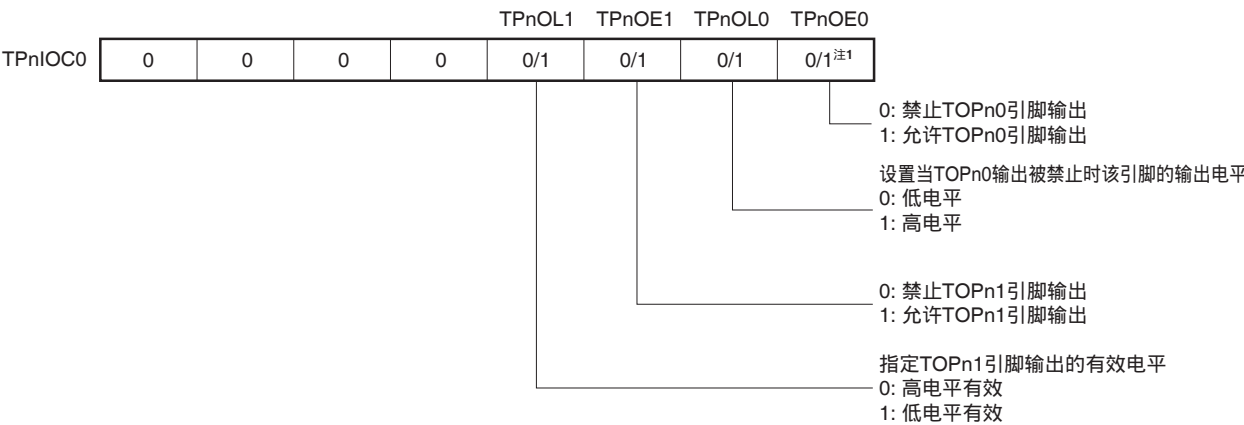 TPnOL1 TPnOE1 TPnOL0 TPnOE0
TPnIOC0 0 0 0 0 0/1 0/1 0/1 0/1注1
0: 禁止TOPn0引脚输出
1: 允许TOPn0引脚输出
设置当TOPn0输出被禁止时该引脚的输出电平
0: 低电平
1: 高电平
0: 禁止TOPn1引脚输出
1: 允许TOPn1引脚输出
指定TOPn1引脚输出的有效电平
0: 高电平有效
1: 低电平有效